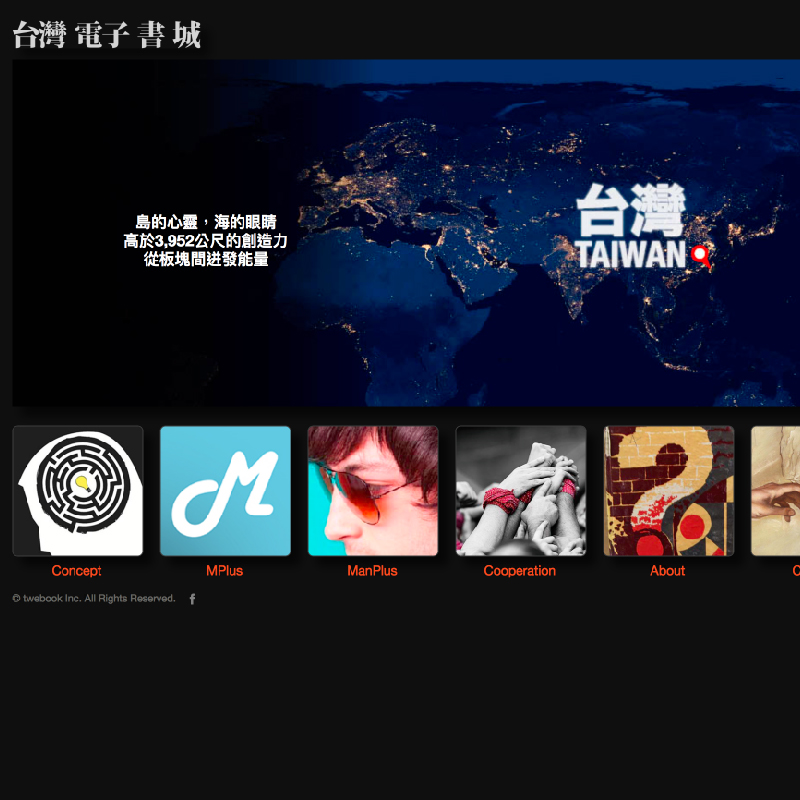 台灣 電子 書 城
島的心靈，海的眼睛
高於3,952公尺的創造力
從板塊間迸發能量
台灣
TAIWAN
M
Concept
MPlus
ManPlus
Cooperation
About
© twebook Inc. All Rights Reserved.